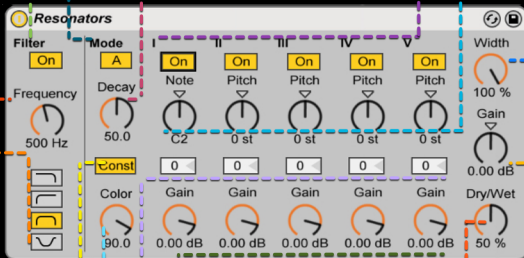 Resonators
Filter Mode I II III IV V Width
On A On On On On On
Note Pitch Pitch Pitch Pitch
Frequency Decay 100 %
500 Hz 50.0 C2 0 st 0 st 0 st 0 st Gain
Const 0 0 0 0 0 0.00 dB
Color Gain Gain Gain Gain Gain Dry/Wet
90.0 0.00 dB 0.00 dB 0.00 dB 0.00 dB 0.00 dB 50 %